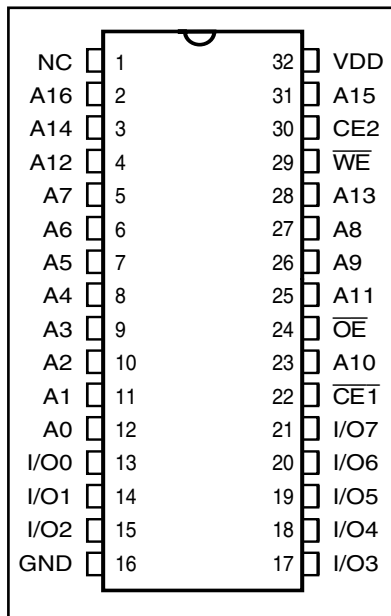 NC 1 32 VDD
A16 2 31 A15
A14 3 30 CE2
A12 4 29 W̅E̅
A7 5 28 A13
A6 6 27 A8
A5 7 26 A9
A4 8 25 A11
A3 9 24 O̅E̅
A2 10 23 A10
A1 11 22 C̅E̅1̅
A0 12 21 I/O7
I/O0 13 20 I/O6
I/O1 14 19 I/O5
I/O2 15 18 I/O4
GND 16 17 I/O3